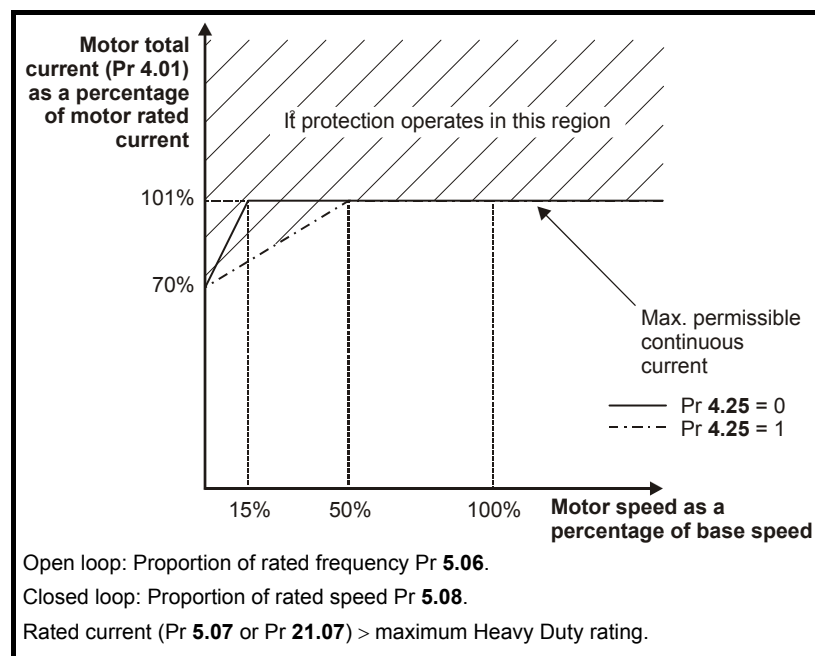 Motor total
current (Pr 4.01)
as a percentage
of motor rated
current
I²t protection operates in this region
101%
70%
Max. permissible
continuous
current
Pr 4.25 = 0
Pr 4.25 = 1
15%
50%
100%
Motor speed as a
percentage of base speed
Open loop: Proportion of rated frequency Pr 5.06.
Closed loop: Proportion of rated speed Pr 5.08.
Rated current (Pr 5.07 or Pr 21.07) > maximum Heavy Duty rating.